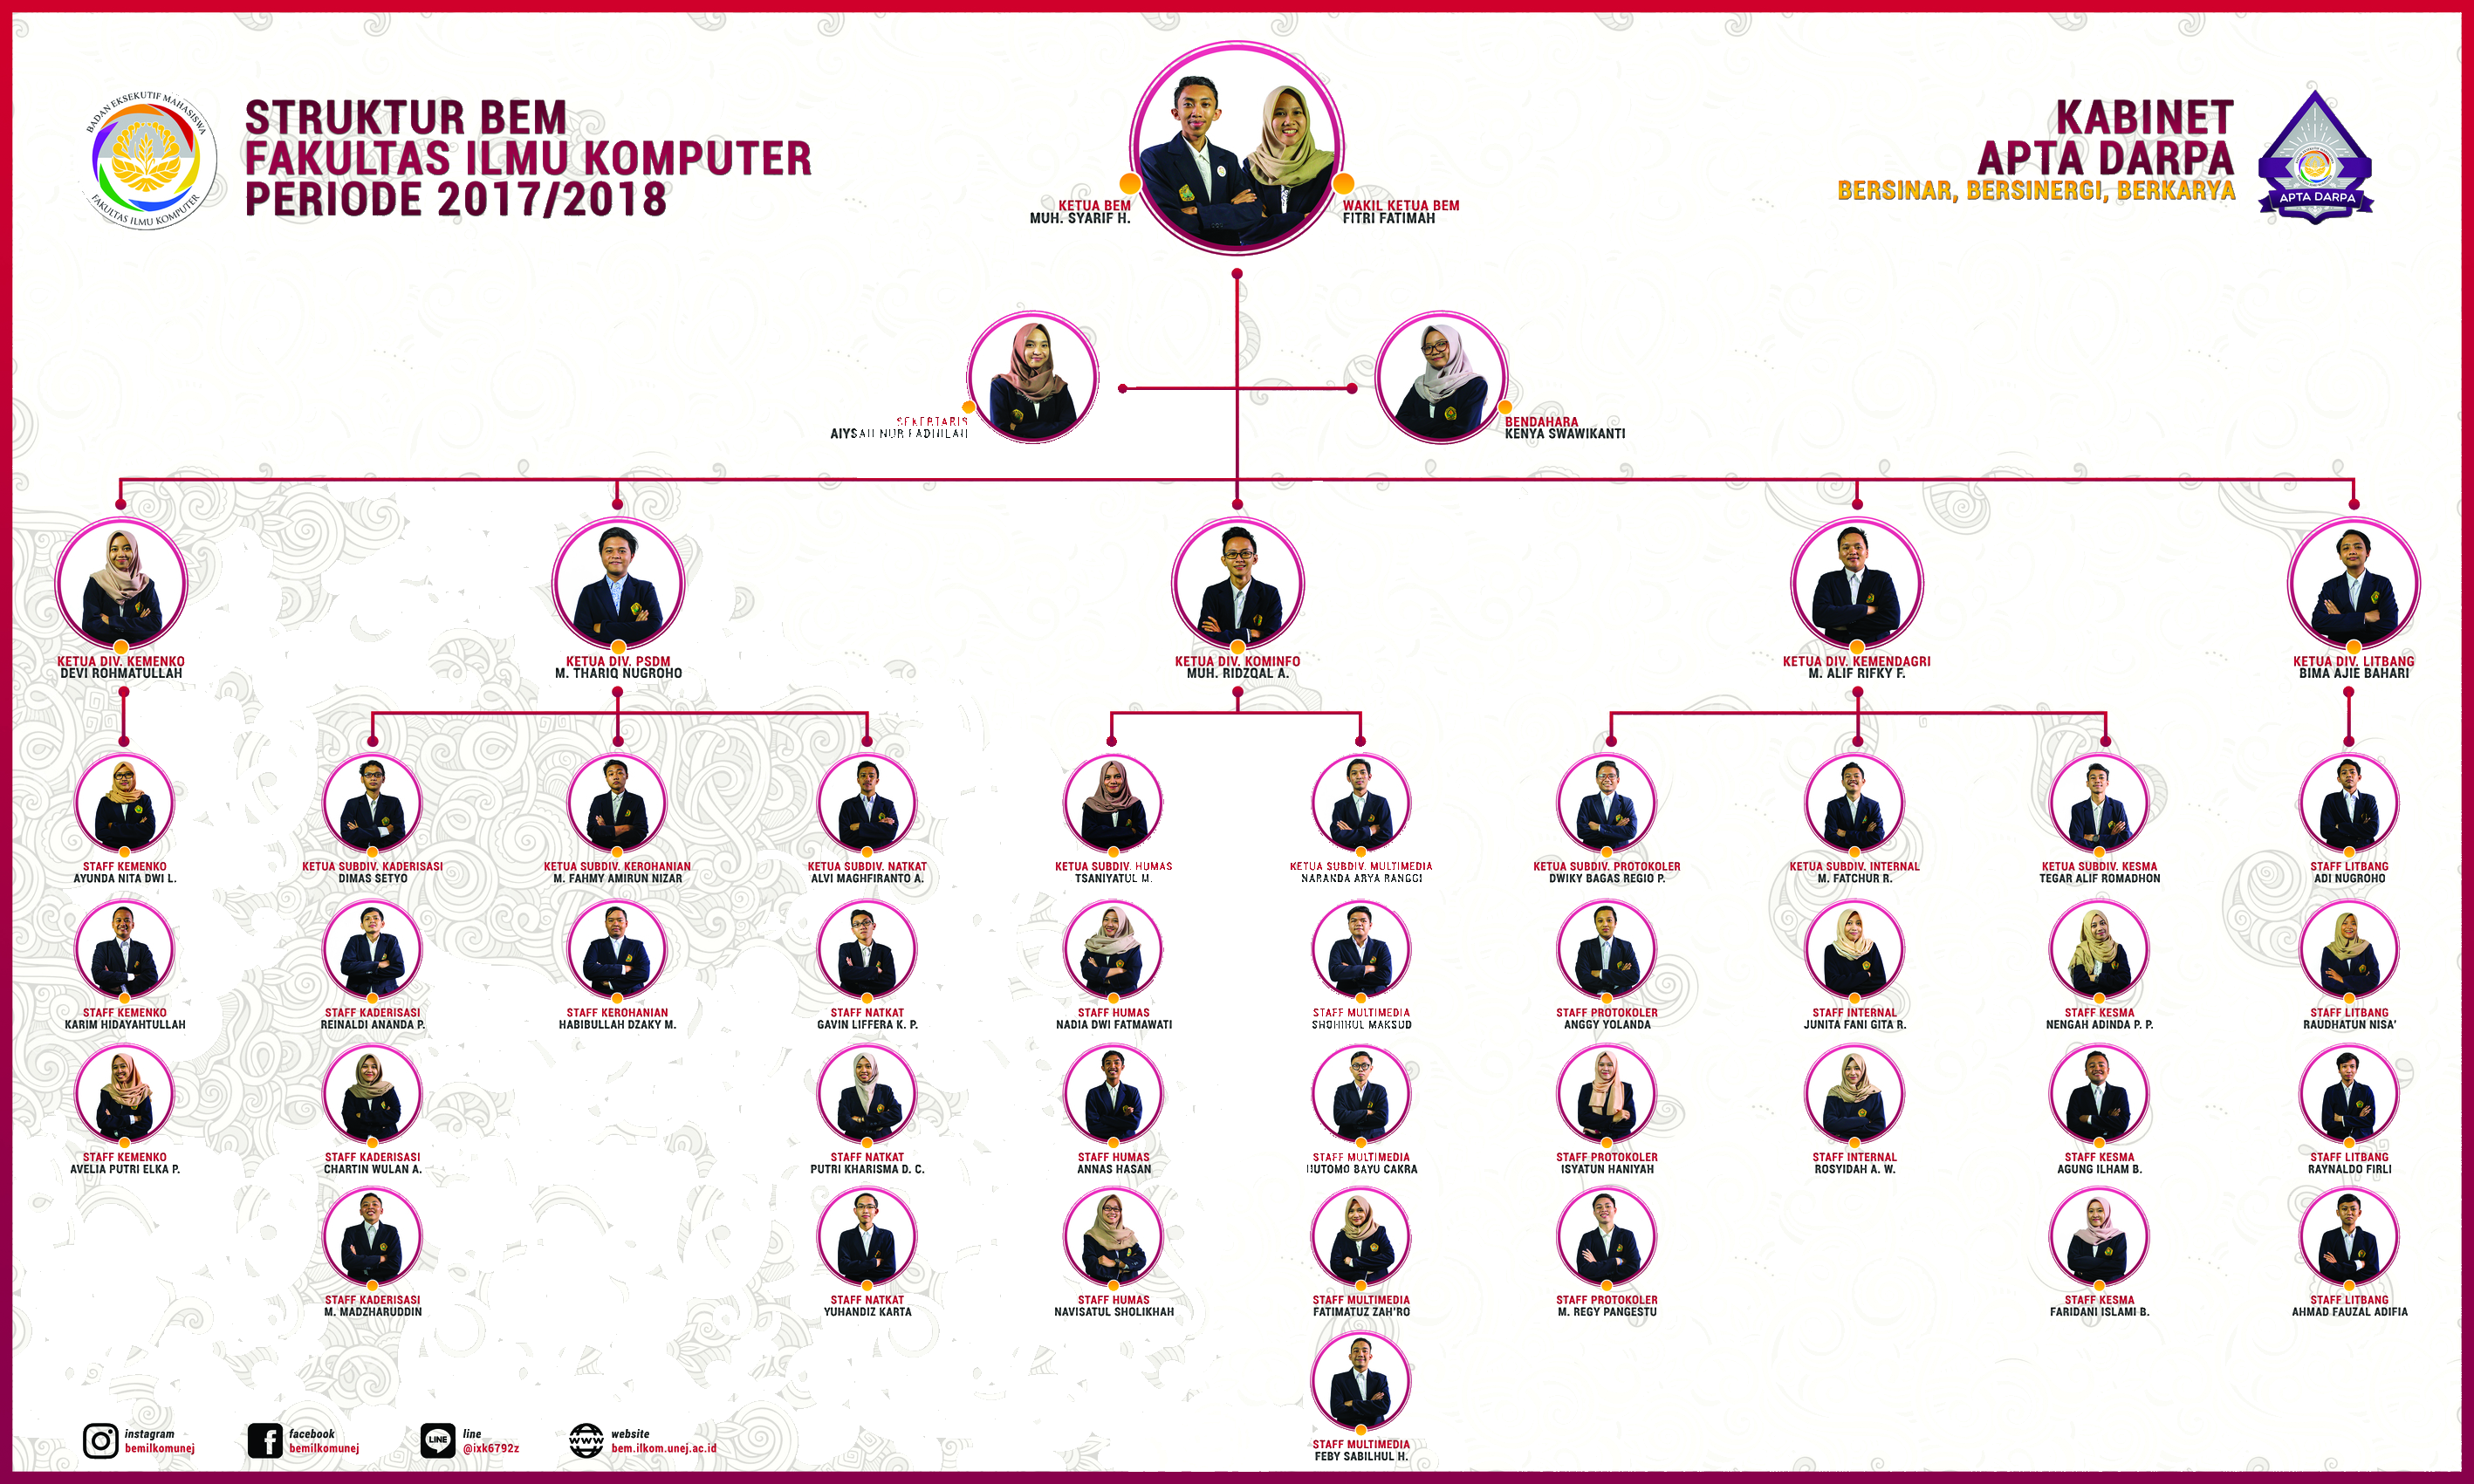 BADAN EKSEKUTIF MAHASISWA
FAKULTAS ILMU KOMPUTER
STRUKTUR BEM
FAKULTAS ILMU KOMPUTER
PERIODE 2017/2018
KABINET
APTA DARPA
BERSINAR, BERSINERGI, BERKARYA
APTA DARPA
KETUA BEM
MUH. SYARIF H.
WAKIL KETUA BEM
FITRI FATIMAH
SEKERTARIS
AIYSAH NUR FADHILAH
BENDAHARA
KENYA SWAWIKANTI
KETUA DIV. KEMENKO
DEVI ROHMATULLAH
KETUA DIV. PSDM
M. THARIQ NUGROHO
KETUA DIV. KOMINFO
MUH. RIDZQAL A.
KETUA DIV. KEMENDAGRI
M. ALIF RIFKY F.
KETUA DIV. LITBANG
BIMA AJIE BAHARI
STAFF KEMENKO
AYUNDA NITA DWI L.
KETUA SUBDIV. KADERISASI
DIMAS SETYO
KETUA SUBDIV. KEROHANIAN
M. FAHMY AMIRUN NIZAR
KETUA SUBDIV. NATKAT
ALVI MAGHFIRANTO A.
KETUA SUBDIV. HUMAS
TSANIYATUL M.
KETUA SUBDIV. MULTIMEDIA
NARANDA ARYA RANGGI
KETUA SUBDIV. PROTOKOLER
DWIKY BAGAS REGIO P.
KETUA SUBDIV. INTERNAL
M. FATCHUR R.
KETUA SUBDIV. KESMA
TEGAR ALIF ROMADHON
STAFF LITBANG
ADI NUGROHO
STAFF KEMENKO
KARIM HIDAYAHTULLAH
STAFF KADERISASI
REINALDI ANANDA P.
STAFF KEROHANIAN
HABIBULLAH DZAKY M.
STAFF NATKAT
GAVIN LIFFERA K. P.
STAFF HUMAS
NADIA DWI FATMAWATI
STAFF MULTIMEDIA
MAKSUD
STAFF PROTOKOLER
ANGGY YOLANDA
STAFF INTERNAL
JUNITA FANI GITA R.
STAFF KESMA
NENGAH ADINDA P. P.
STAFF LITBANG
RAUDHATUN NISA'
STAFF KEMENKO
AVELIA PUTRI ELKA P.
STAFF KADERISASI
CHARTIN WULAN A.
STAFF NATKAT
PUTRI KHARISMA D. C.
STAFF HUMAS
ANNAS HASAN
STAFF MULTIMEDIA
HUTOMO BAYU CAKRA
STAFF PROTOKOLER
ISYATUN HANIYAH
STAFF INTERNAL
ROSYIDAH A. W.
STAFF KESMA
AGUNG ILHAM B.
STAFF LITBANG
RAYNALDO FIRLI
STAFF KADERISASI
M. MADZHARUDDIN
STAFF NATKAT
YUHANDIZ KARTA
STAFF HUMAS
NAVISATUL SHOLIKHAH
STAFF MULTIMEDIA
FATIMATUZ ZAH'RO
STAFF PROTOKOLER
M. REGY PANGESTU
STAFF KESMA
FARIDANI ISLAMI B.
STAFF LITBANG
AHMAD FAUZAL ADIFIA
STAFF MULTIMEDIA
FEBY SABILHUL H.
instagram
bemilkomunej
facebook
bemilkomunej
LINE
line
@ixk6792z
WWW
website
bem.ilkom.unej.ac.id